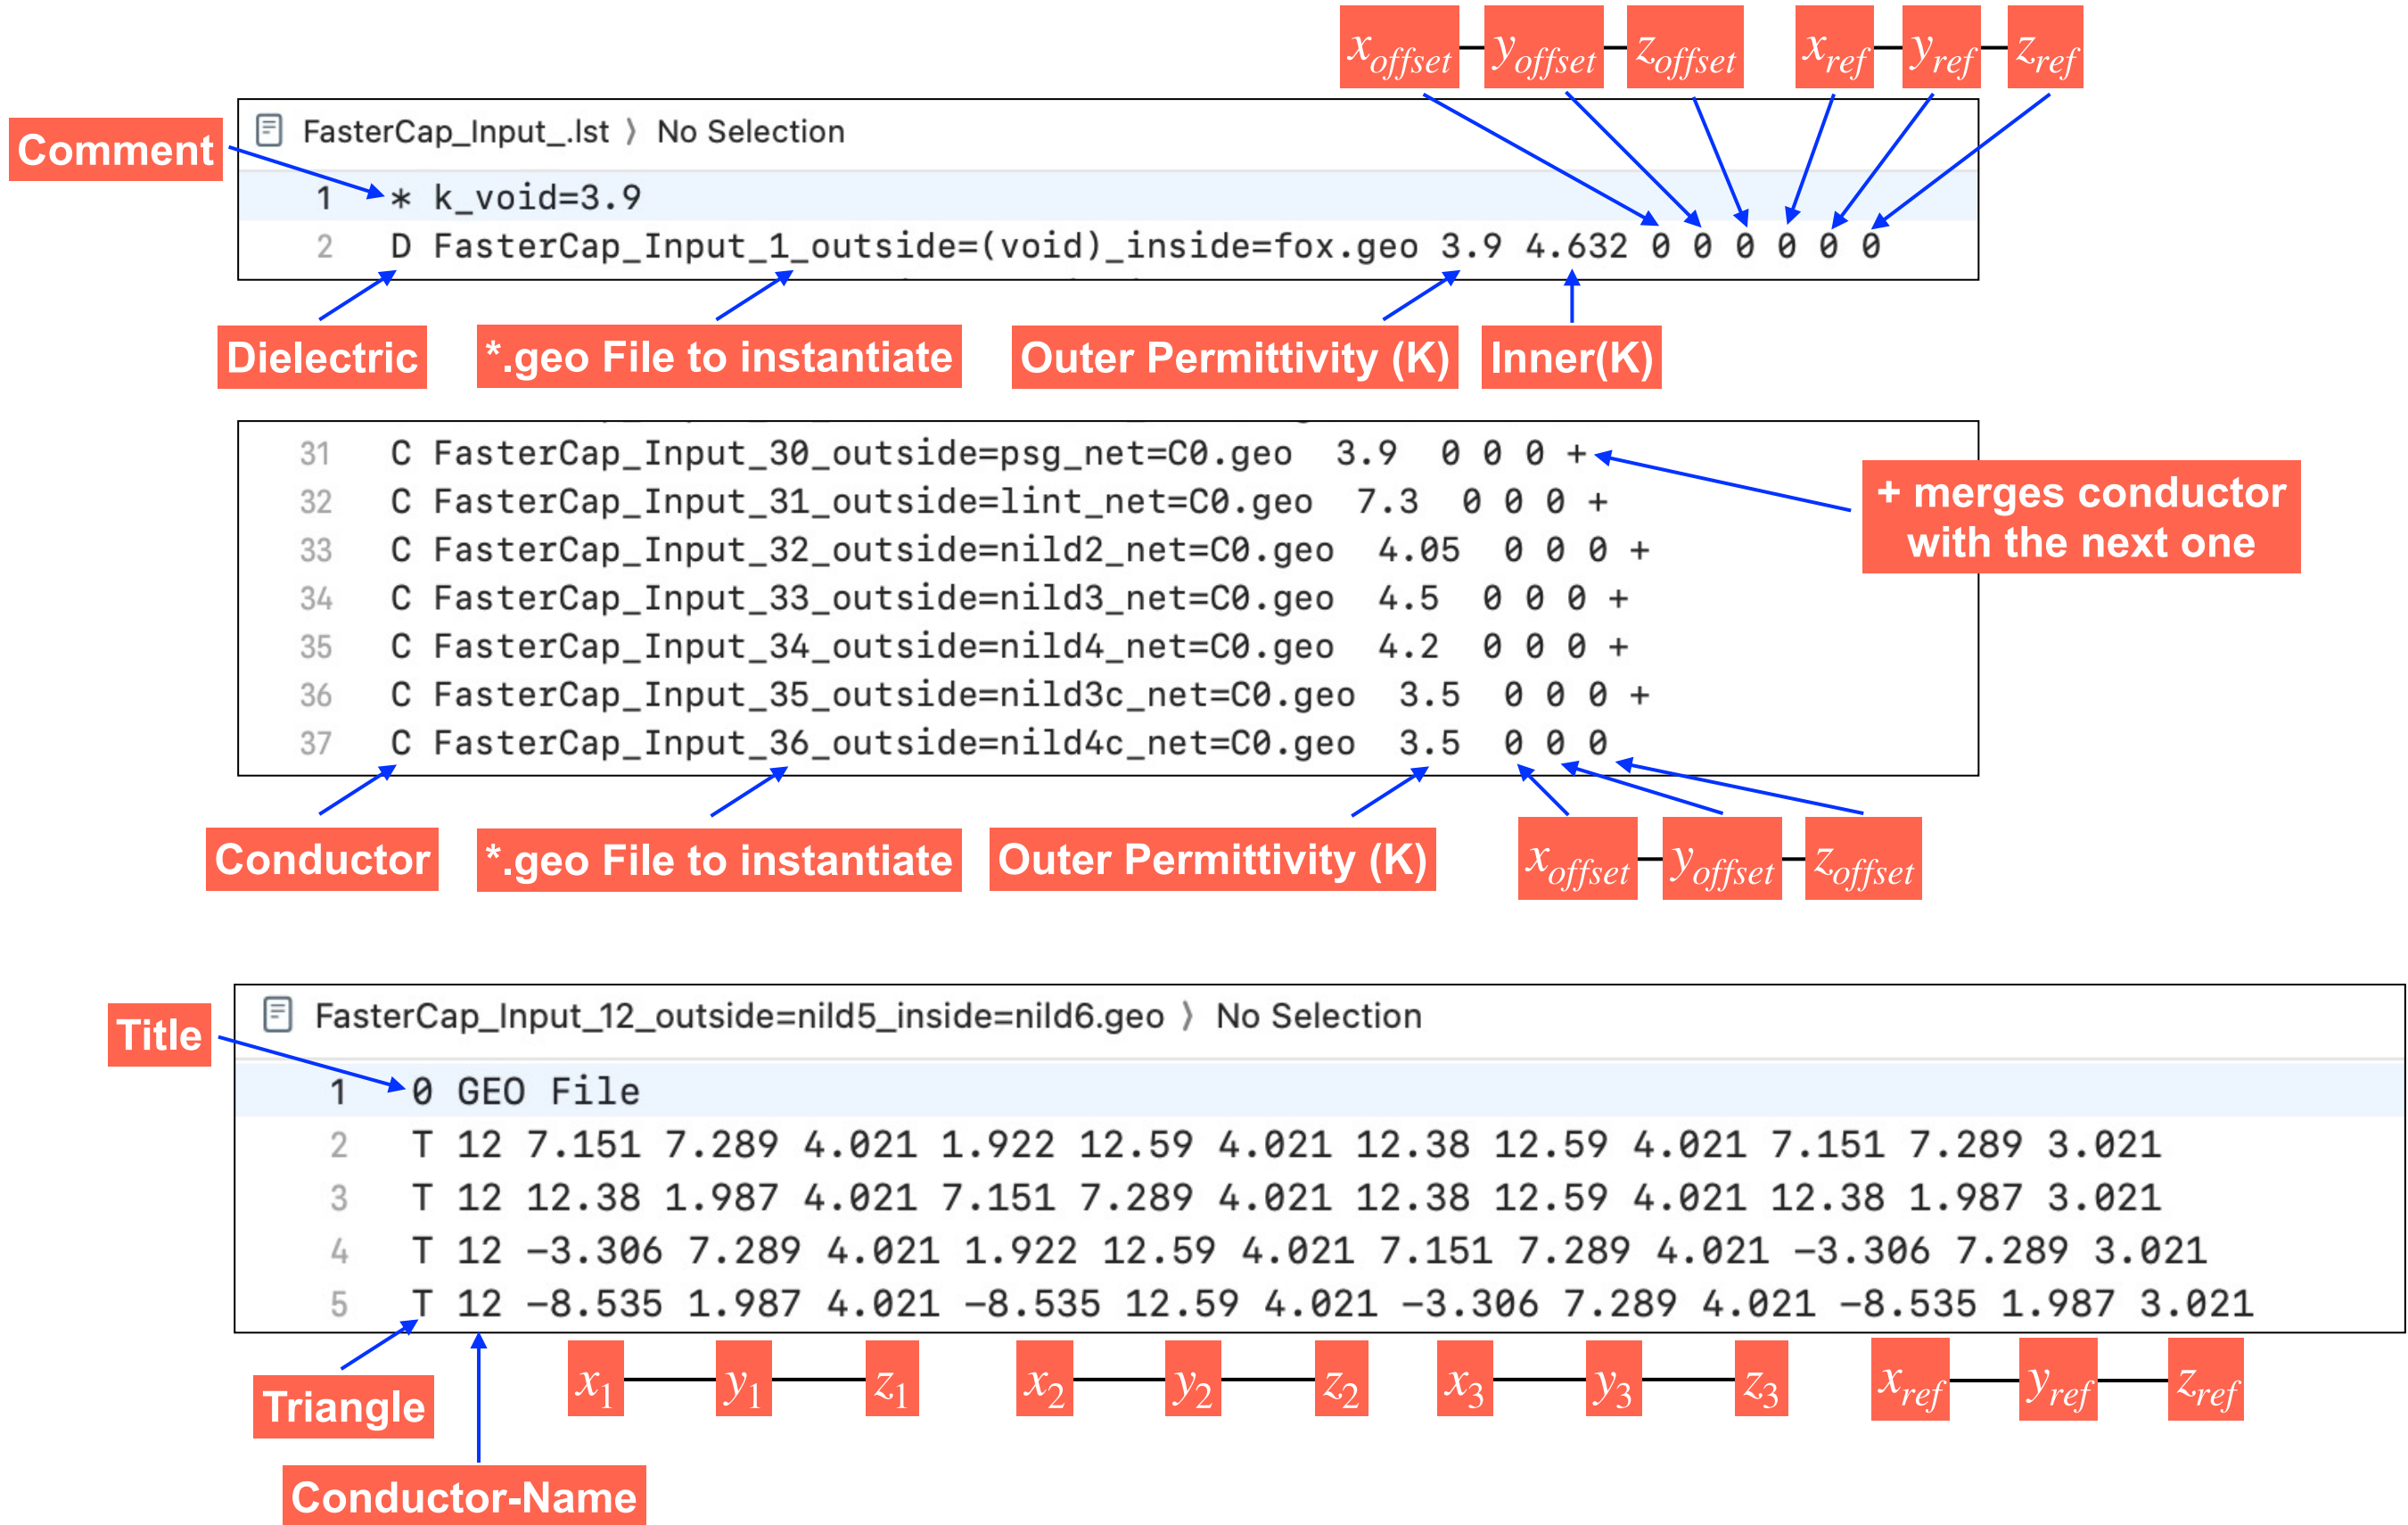 x_offset y_offset z_offset x_ref y_ref z_ref
Comment
FasterCap_Input_.lst 〉 No Selection
1 * k_void=3.9
2 D FasterCap_Input_1_outside=(void)_inside=fox.geo 3.9 4.632 0 0 0 0 0 0
Dielectric *.geo File to instantiate Outer Permittivity (K) Inner(K)
31 C FasterCap_Input_30_outside=psg_net=C0.geo 3.9 0 0 0 +
32 C FasterCap_Input_31_outside=lint_net=C0.geo 7.3 0 0 0 +
33 C FasterCap_Input_32_outside=nild2_net=C0.geo 4.05 0 0 0 +
34 C FasterCap_Input_33_outside=nild3_net=C0.geo 4.5 0 0 0 +
35 C FasterCap_Input_34_outside=nild4_net=C0.geo 4.2 0 0 0 +
36 C FasterCap_Input_35_outside=nild3c_net=C0.geo 3.5 0 0 0 +
37 C FasterCap_Input_36_outside=nild4c_net=C0.geo 3.5 0 0 0
+ merges conductor
with the next one
Conductor *.geo File to instantiate Outer Permittivity (K) x_offset y_offset z_offset
Title
FasterCap_Input_12_outside=nild5_inside=nild6.geo 〉 No Selection
1 0 GEO File
2 T 12 7.151 7.289 4.021 1.922 12.59 4.021 12.38 12.59 4.021 7.151 7.289 3.021
3 T 12 12.38 1.987 4.021 7.151 7.289 4.021 12.38 12.59 4.021 12.38 1.987 3.021
4 T 12 −3.306 7.289 4.021 1.922 12.59 4.021 7.151 7.289 4.021 −3.306 7.289 3.021
5 T 12 −8.535 1.987 4.021 −8.535 12.59 4.021 −3.306 7.289 4.021 −8.535 1.987 3.021
x_1 y_1 z_1 x_2 y_2 z_2 x_3 y_3 z_3 x_ref y_ref z_ref
Triangle
Conductor-Name